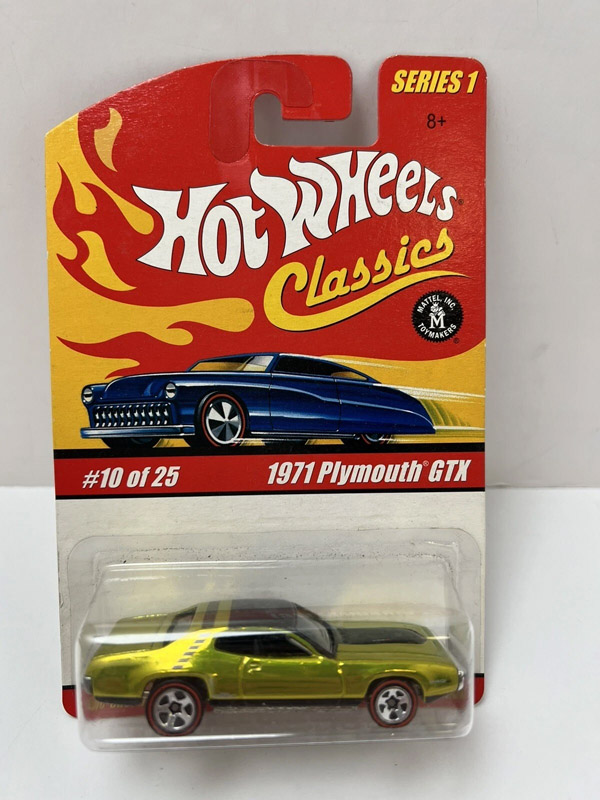 SERIES 1
8+
HOT WHEELS®
Classics
MATTEL, INC.
M
TOYMAKERS®
#10 of 25
1971 Plymouth® GTX